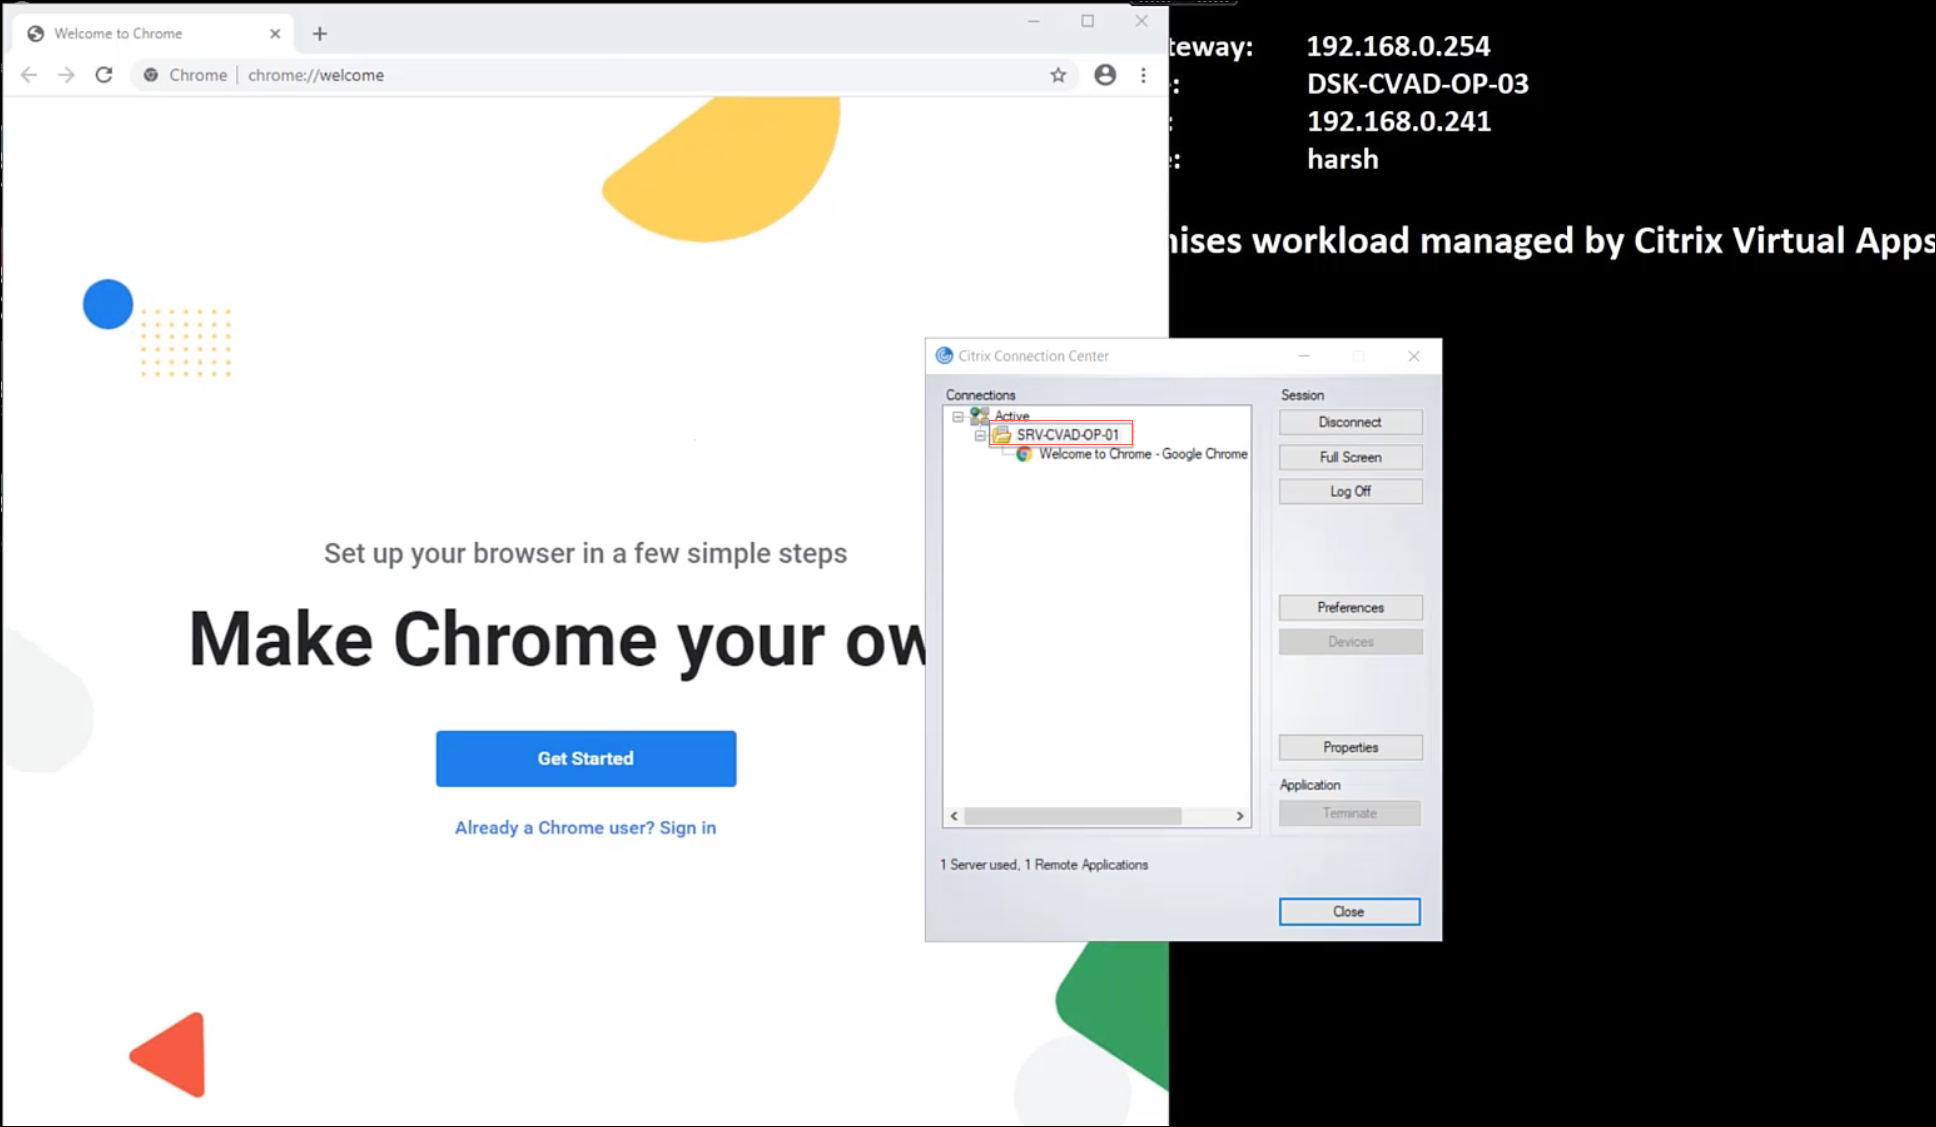 Welcome to Chrome
Chrome | chrome://welcome
teway: 192.168.0.254
: DSK-CVAD-OP-03
: 192.168.0.241
: harsh
nises workload managed by Citrix Virtual Apps
Set up your browser in a few simple steps
Make Chrome your ow
Get Started
Already a Chrome user? Sign in
Citrix Connection Center
Connections
Active
SRV-CVAD-OP-01
Welcome to Chrome - Google Chrome
1 Server used, 1 Remote Applications
Session
Disconnect
Full Screen
Log Off
Preferences
Devices
Properties
Application
Terminate
Close